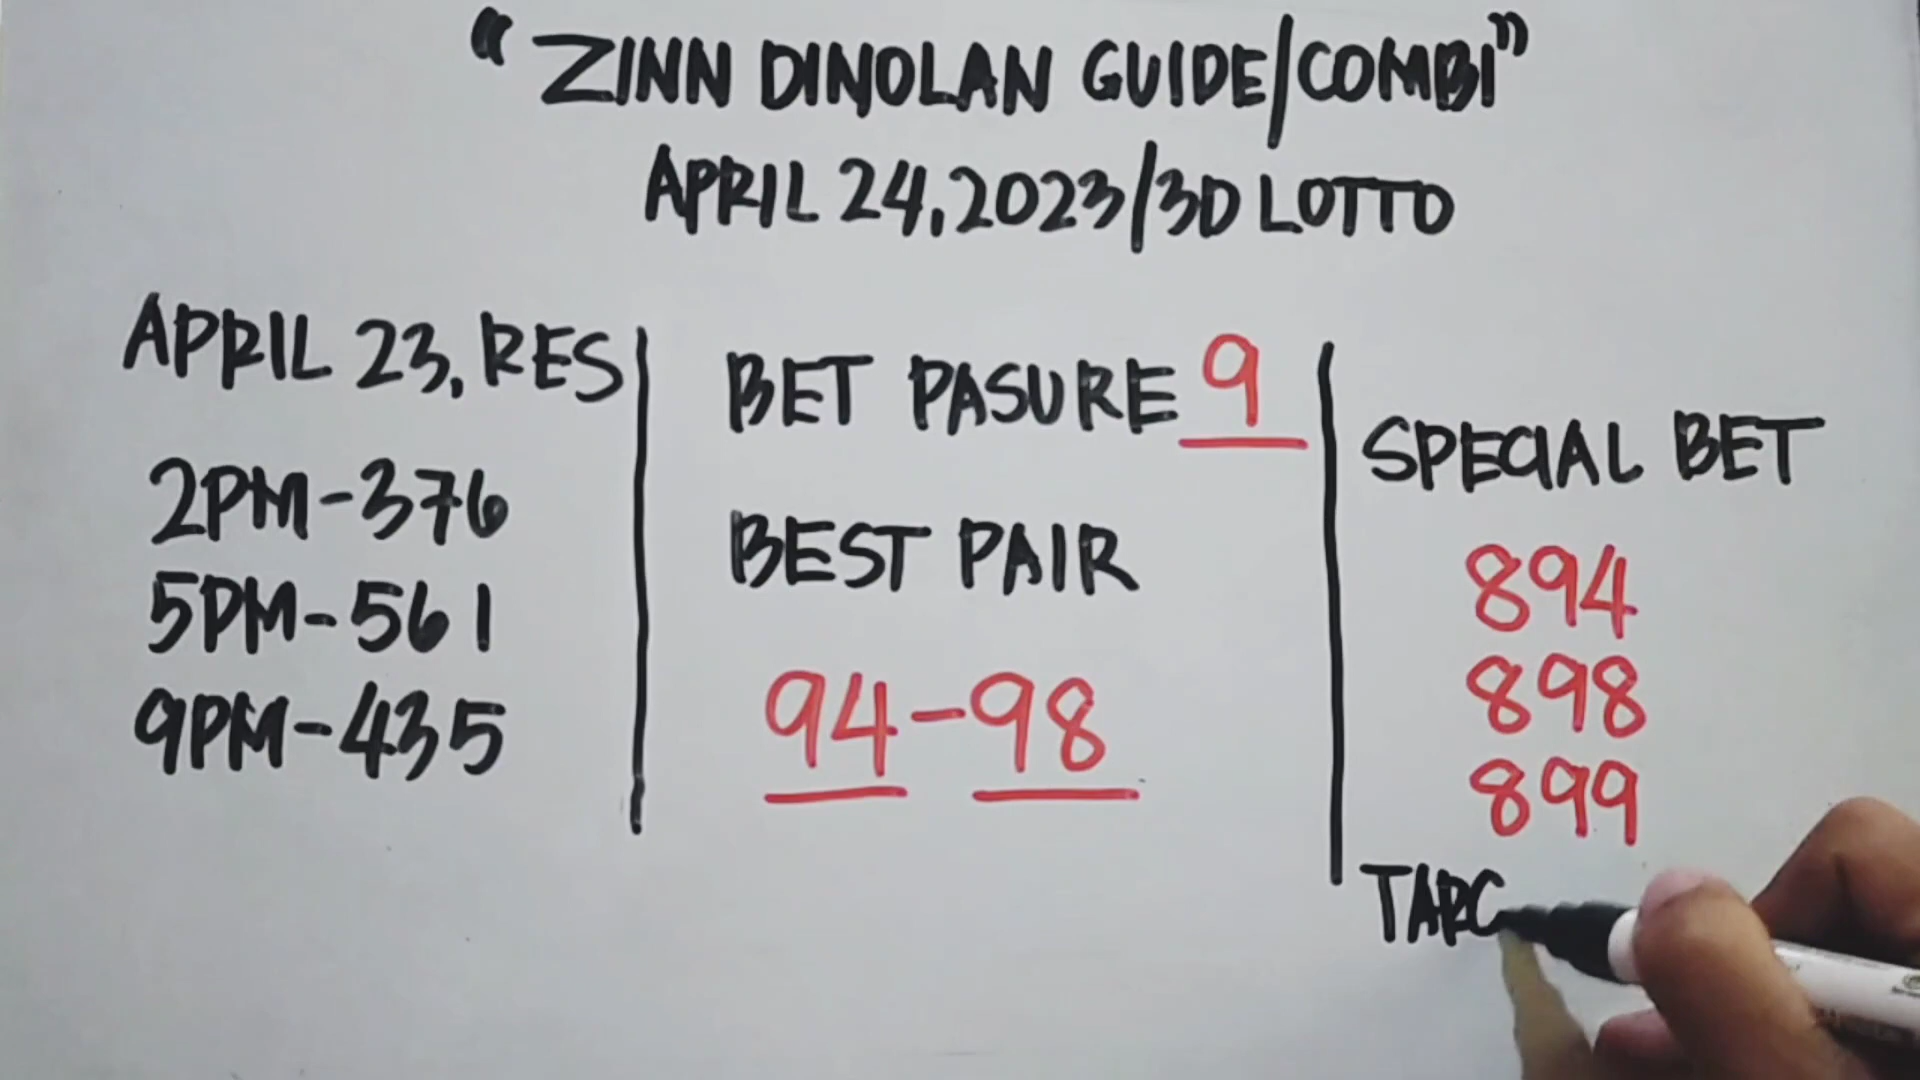 “ZINN DINOLAN GUIDE/COMBI”
APRIL 24, 2023/3D LOTTO
APRIL 23, RES
2PM-376
5PM-561
9PM-435
BET PASURE 9
BEST PAIR
94-98
SPECIAL BET
894
898
899
TARG